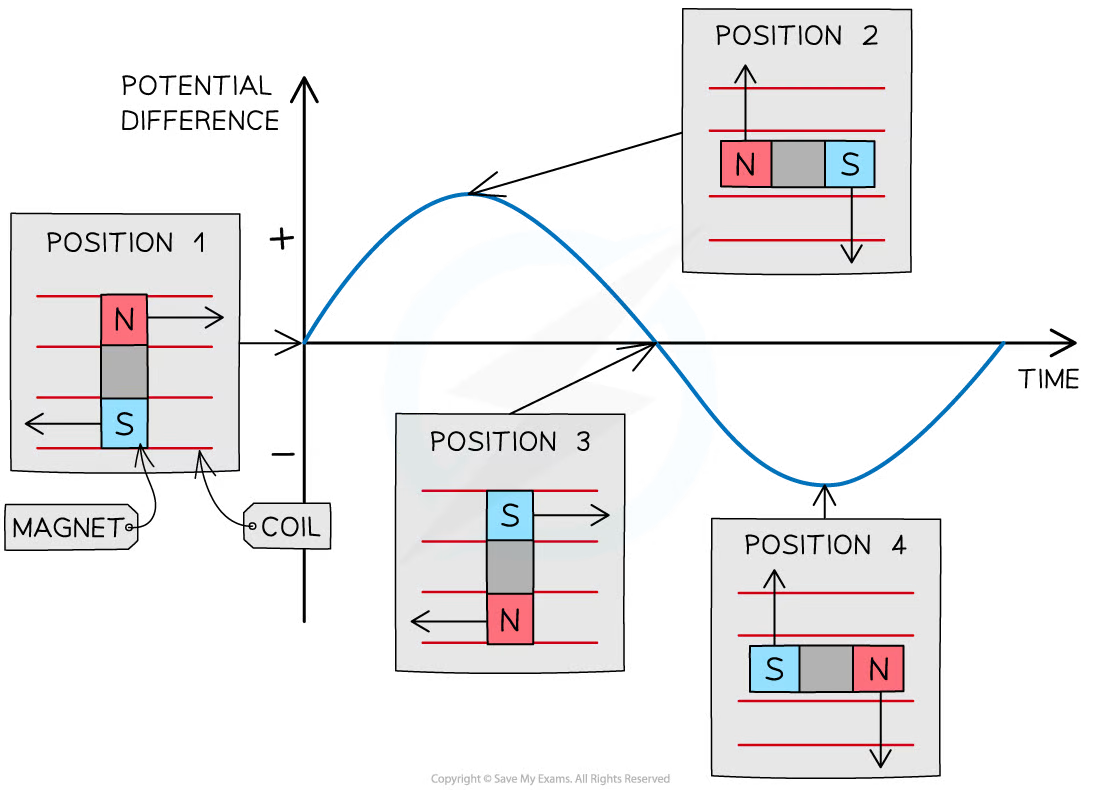 POSITION 2
N
S
POTENTIAL
DIFFERENCE
+
POSITION 1
N
S
−
MAGNET
COIL
TIME
POSITION 3
S
N
POSITION 4
S
N
Copyright © Save My Exams. All Rights Reserved